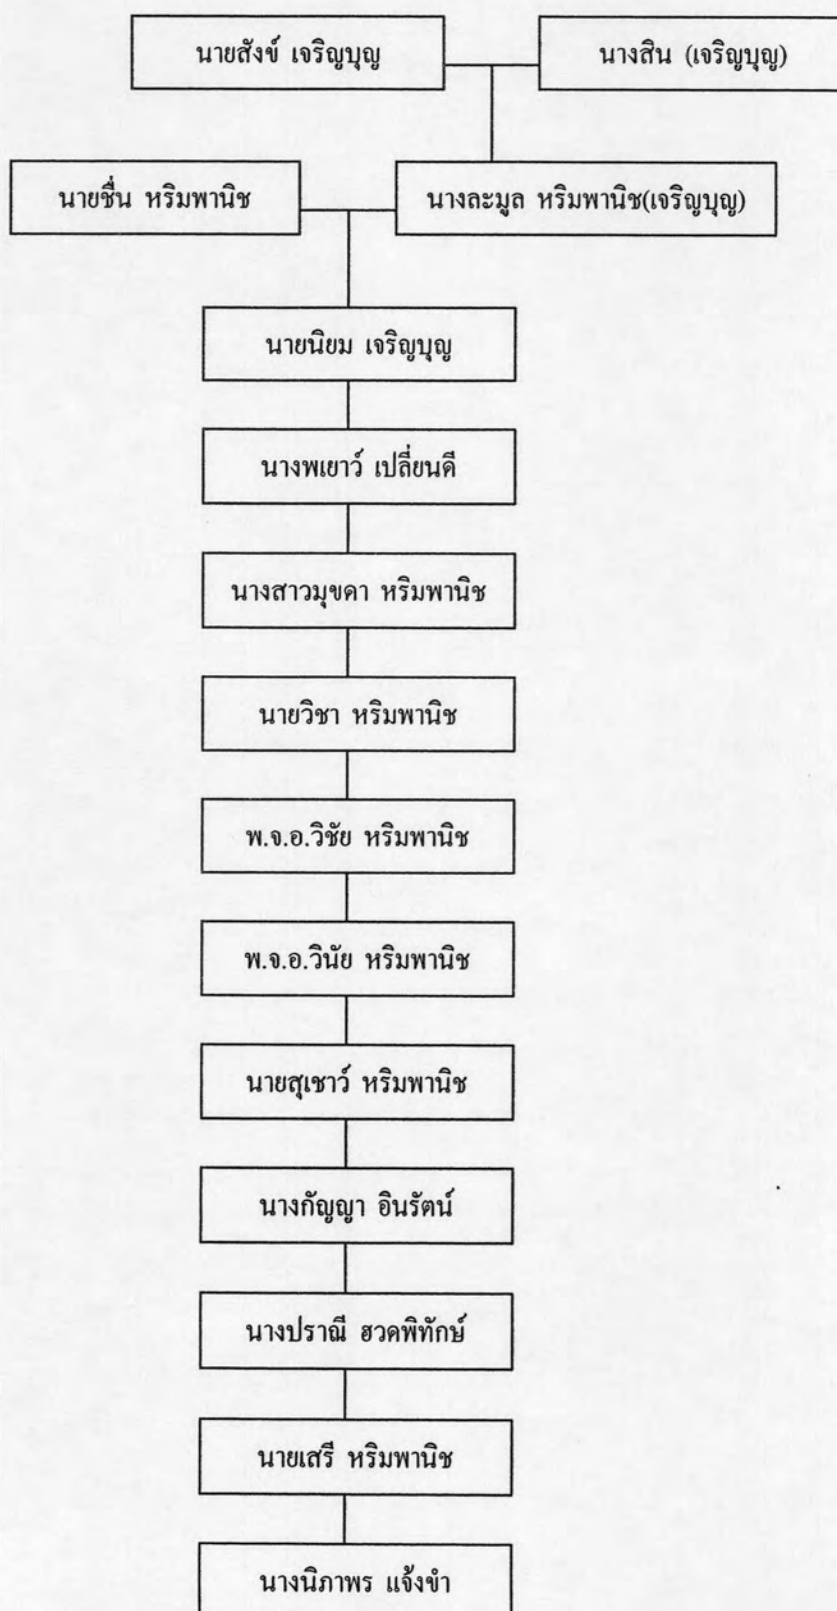 นายสังข์ เจริญบุญ
นางสิน (เจริญบุญ)
นายชื่น หริมพานิช
นางละมูล หริมพานิช(เจริญบุญ)
นายนิยม เจริญบุญ
นางพเยาว์ เปลี่ยนดี
นางสาวมุขดา หริมพานิช
นายวิชา หริมพานิช
พ.จ.อ.วิชัย หริมพานิช
พ.จ.อ.วินัย หริมพานิช
นายสุเชาว์ หริมพานิช
นางกัญญา อินรัตน์
นางปราณี ฮวดพิทักษ์
นายเสรี หริมพานิช
นางนิภาพร แจ้งขำ